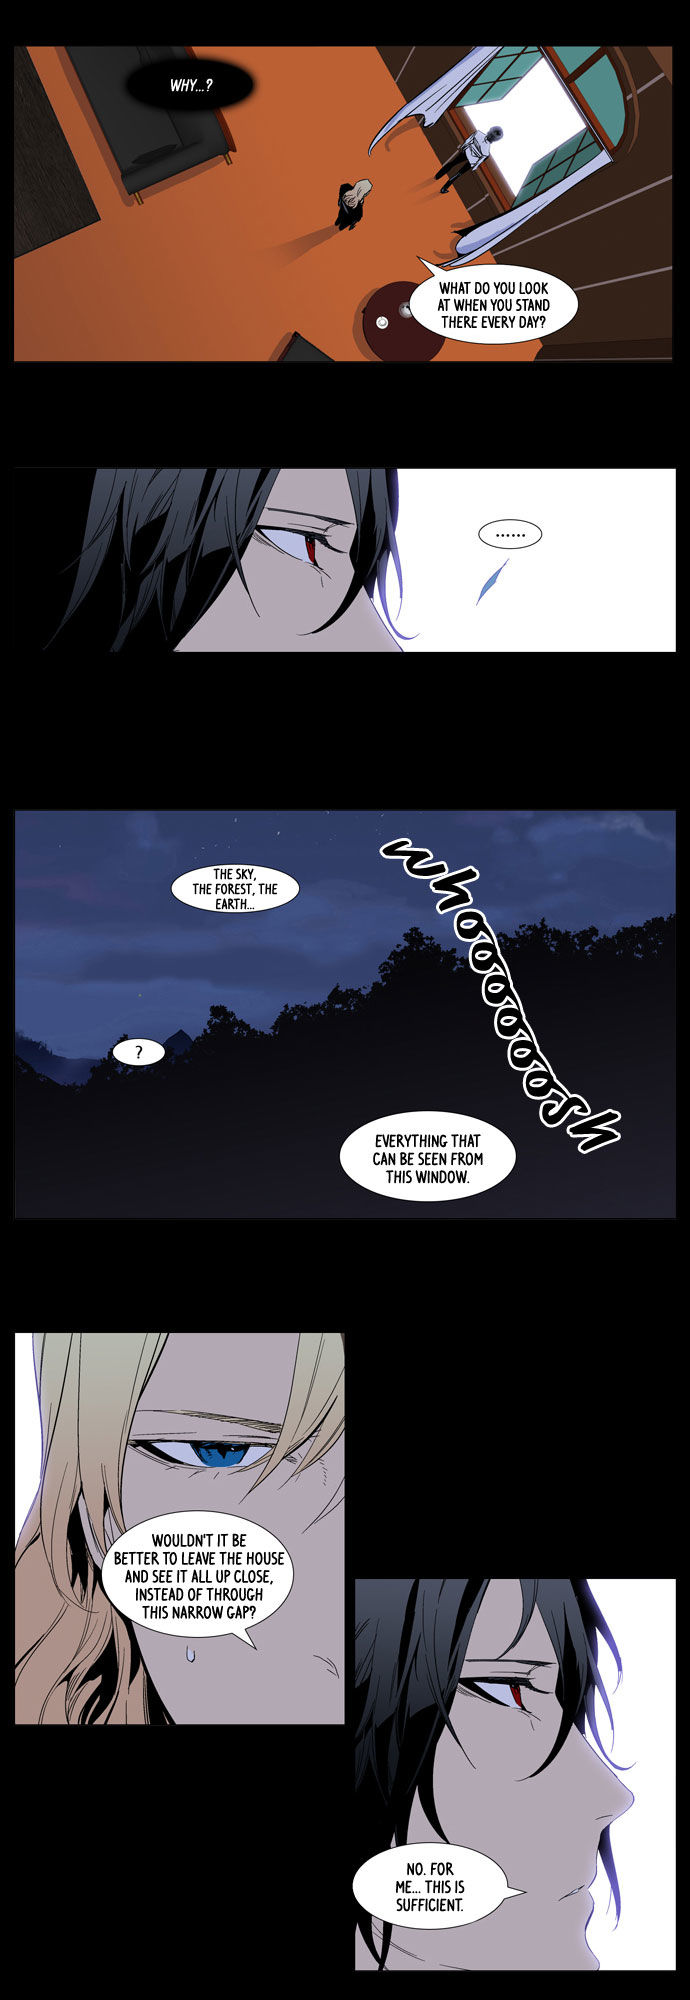 WHY...?
WHAT DO YOU LOOK
AT WHEN YOU STAND
THERE EVERY DAY?
......
THE SKY,
THE FOREST, THE
EARTH...
whooooooosh
?
EVERYTHING THAT
CAN BE SEEN FROM
THIS WINDOW.
WOULDN'T IT BE
BETTER TO LEAVE THE HOUSE
AND SEE IT ALL UP CLOSE,
INSTEAD OF THROUGH
THIS NARROW GAP?
NO. FOR
ME... THIS IS
SUFFICIENT.